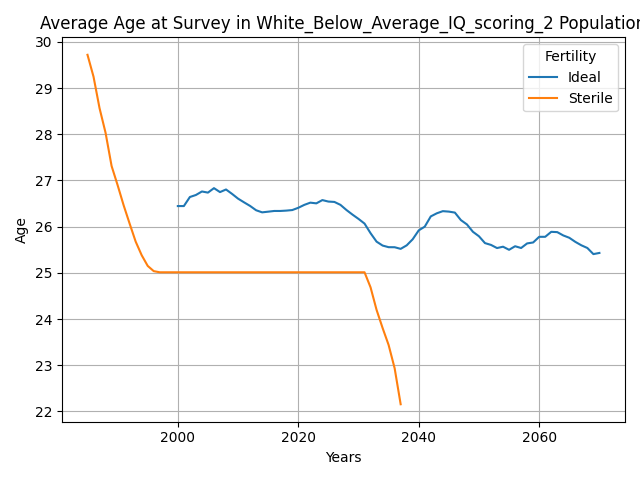 Average Age at Survey in White_Below_Average_IQ_scoring_2 Population
30
29
28
27
26
25
24
23
22
Age
Fertility
Ideal
Sterile
2000 2020 2040 2060
Years